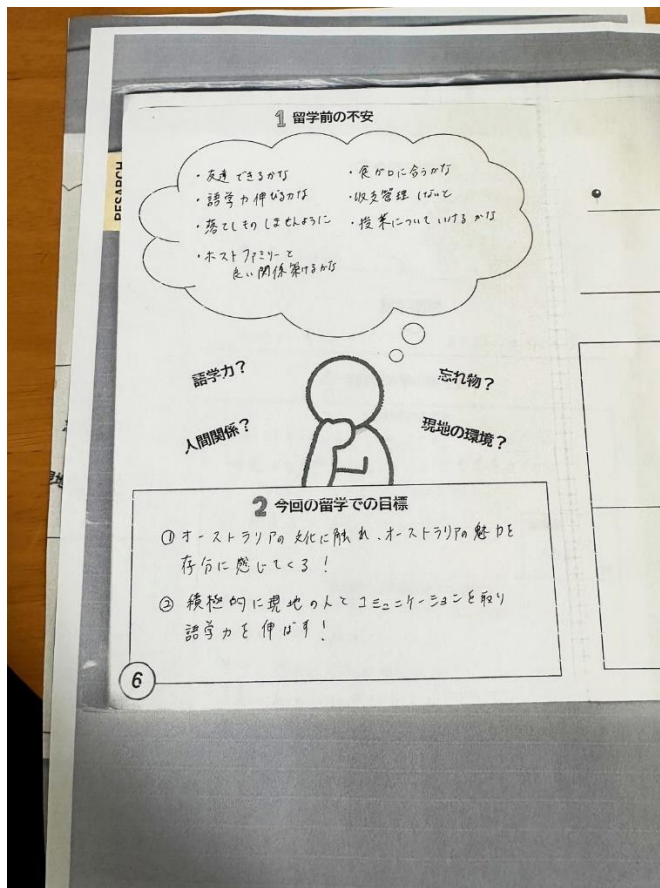 RESARCH
1 留学前の不安
・友達できるかな
・語学力伸びるかな
・落としものしませんように
・ホストファミリーと
良い関係築けるかな
・食が口に合うかな
・収支管理しないと
・授業についていけるかな
語学力?
忘れ物?
人間関係?
現地の環境?
2 今回の留学での目標
① オーストラリアの文化に触れ、オーストラリアの魅力を
存分に感じてくる!
② 積極的に現地の人とコミュニケーションを取り
語学力を伸ばす!
6